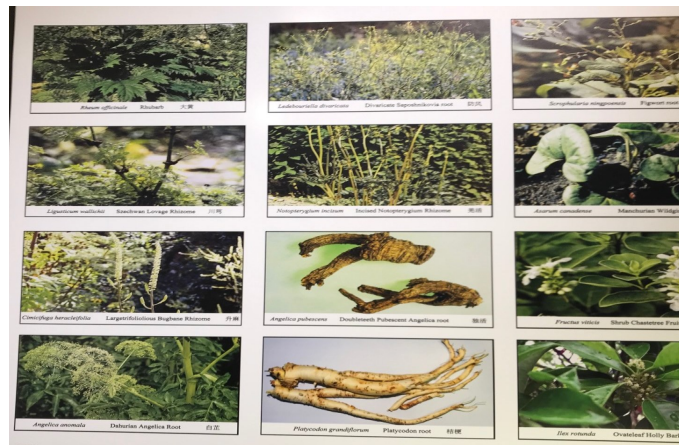 Rheum officinale Rhubarb 大黄
Ledebouriella divaricata Divaricate Saposhnikovia root 防风
Scrophularia ningpoensis Figwort root
Ligusticum wallichii Szechwan Lovage Rhizome 川芎
Notopterygium incisum Incised Notopterygium Rhizome 羌活
Asarum canadense Manchurian Wildgi
Cimicifuga heracleifolia Largetrifoliolious Bugbane Rhizome 升麻
Angelica pubescens Doubleteeth Pubescent Angelica root 独活
Fructus viticis Shrub Chastetree Frui
Angelica anomala Dahurian Angelica Root 白芷
Platycodon grandiflorum Platycodon root 桔梗
Ilex rotunda Ovateleaf Holly Bark